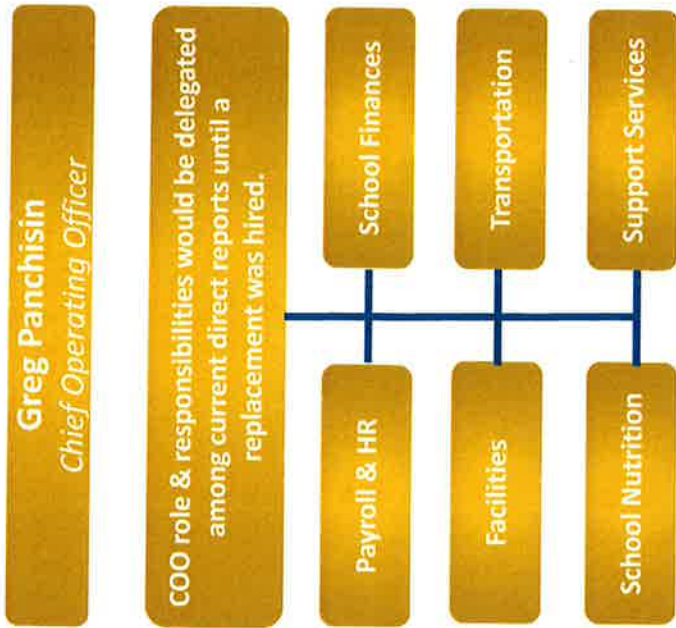 Greg Panchisin
Chief Operating Officer
COO role & responsibilities would be delegated
among current direct reports until a
replacement was hired.
Payroll & HR
School Finances
Facilities
Transportation
School Nutrition
Support Services